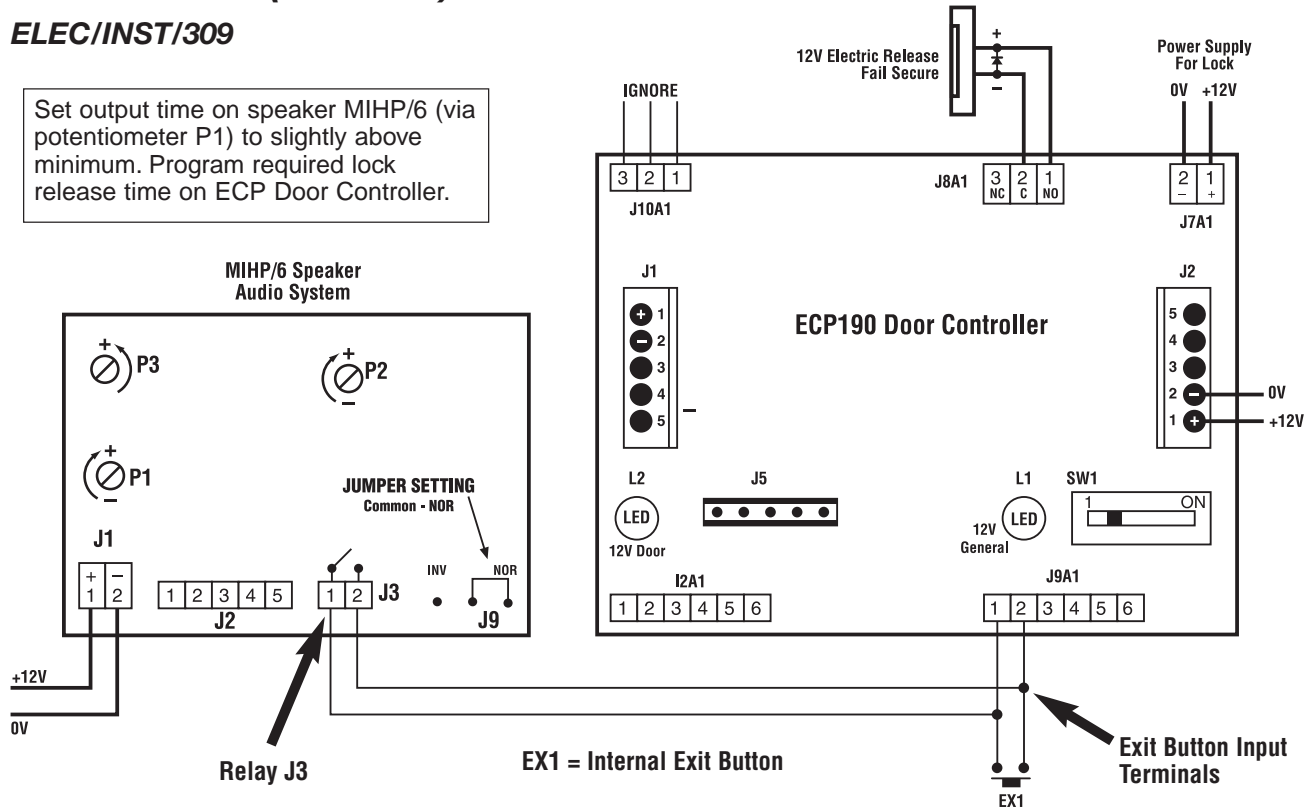 ELEC/INST/309
Set output time on speaker MIHP/6 (via
potentiometer P1) to slightly above
minimum. Program required lock
release time on ECP Door Controller.
IGNORE
3 2 1
J10A1
12V Electric Release
Fail Secure
+
–
J8A1
3 2 1
NC C NO
Power Supply
For Lock
0V +12V
2 1
– +
J7A1
MIHP/6 Speaker
Audio System
+
P3
+
P2
–
+
P1
–
JUMPER SETTING
Common - NOR
J1
+ –
1 2
1 2 3 4 5
J2
1 2
J3
INV
NOR
J9
+12V
0V
Relay J3
ECP190 Door Controller
J1
+ 1
– 2
3
4
5
–
J2
5
4
3
2 –
1 +
0V
+12V
L2
LED
12V Door
J5
L1
LED
12V
General
SW1
1 ON
I2A1
1 2 3 4 5 6
J9A1
1 2 3 4 5 6
EX1 = Internal Exit Button
EX1
Exit Button Input
Terminals